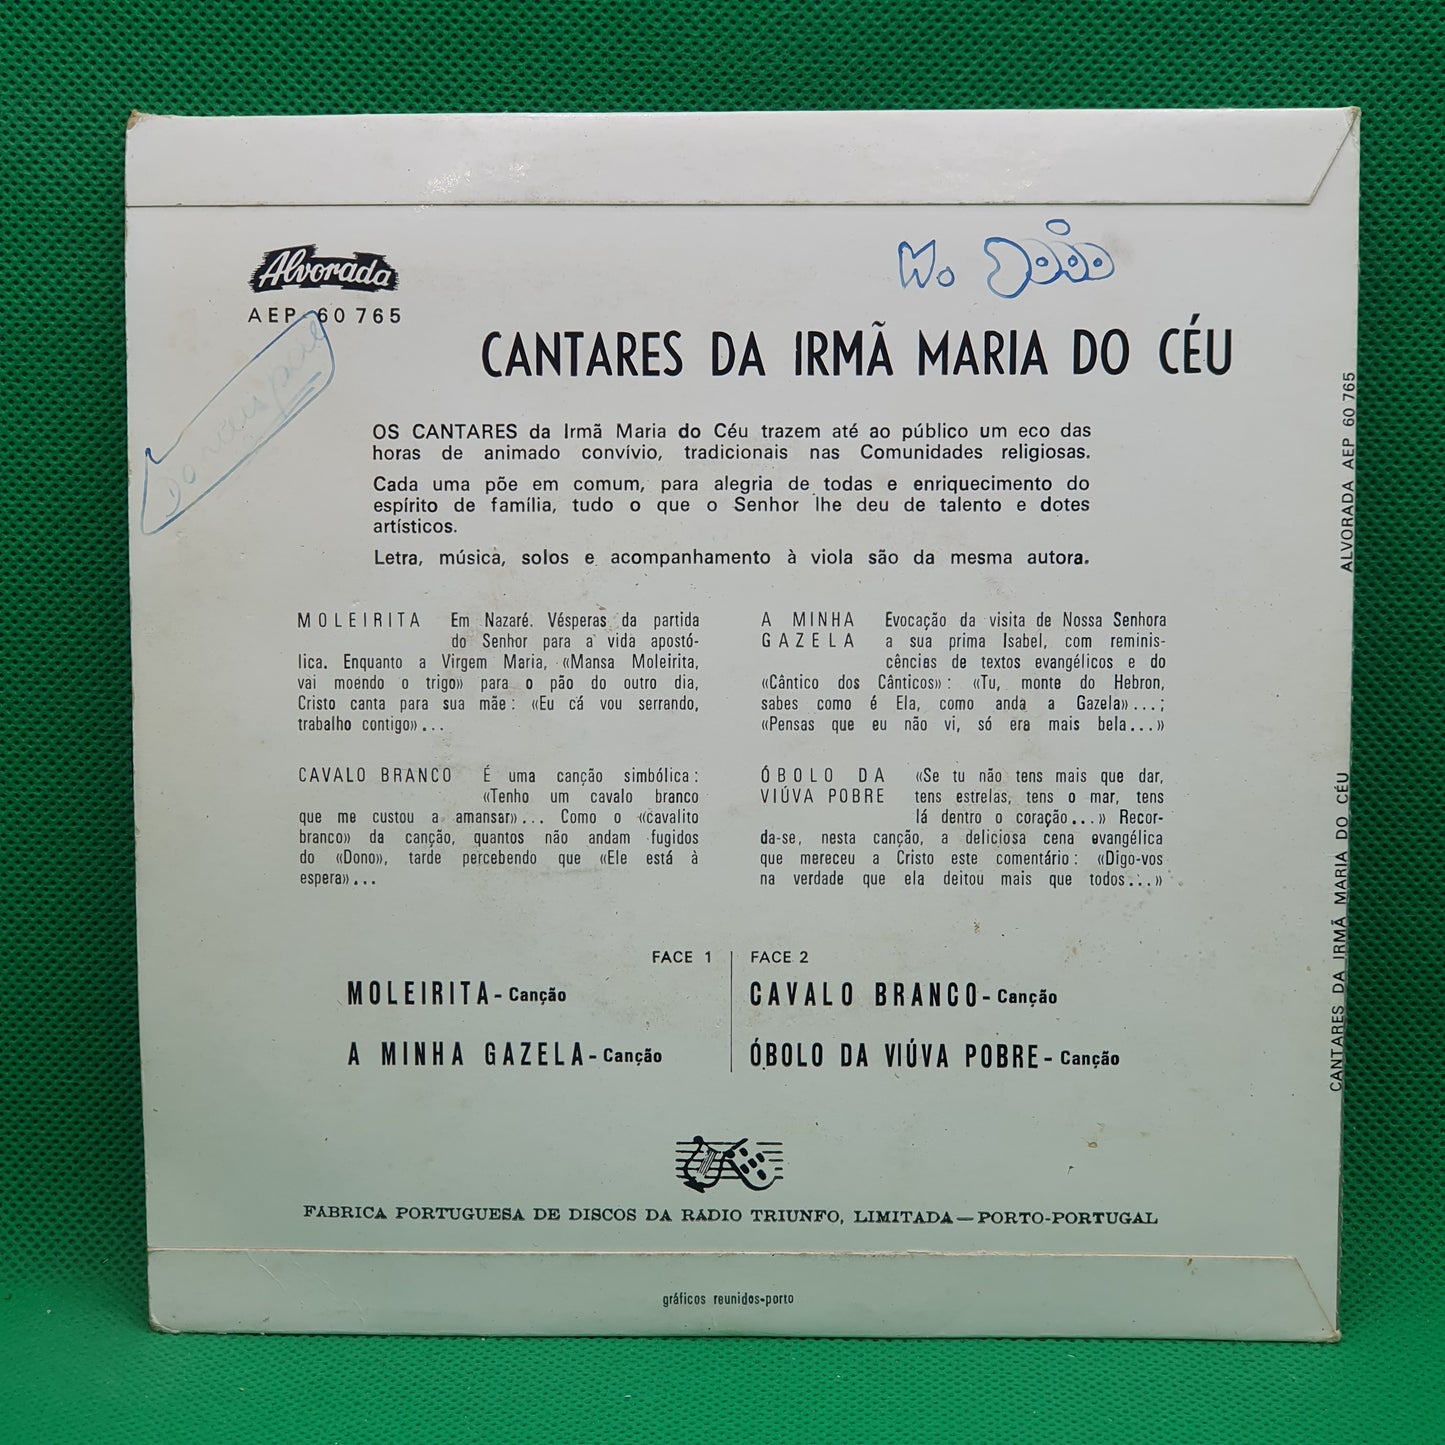 Alvorada
AEP 60 765
CANTARES DA IRMÃ MARIA DO CÉU
OS CANTARES da Irmã Maria do Céu trazem até ao público um eco das
horas de animado convívio, tradicionais nas Comunidades religiosas.
Cada uma põe em comum, para alegria de todas e enriquecimento do
espírito de família, tudo o que o Senhor lhe deu de talento e dotes
artísticos.
Letra, música, solos e acompanhamento à viola são da mesma autora.
MOLEIRITA Em Nazaré. Vésperas da partida
do Senhor para a vida apostó-
lica. Enquanto a Virgem Maria, «Mansa Moleirita,
vai moendo o trigo» para o pão do outro dia,
Cristo canta para sua mãe: «Eu cá vou serrando,
trabalho contigo»...
CAVALO BRANCO É uma canção simbólica:
«Tenho um cavalo branco
que me custou a amansar»... Como o «cavalito
branco» da canção, quantos não andam fugidos
do «Dono», tarde percebendo que «Ele está à
espera»...
A MINHA Evocação da visita de Nossa Senhora
GAZELA a sua prima Isabel, com reminis-
cências de textos evangélicos e do
«Cântico dos Cânticos»: «Tu, monte do Hebron,
sabes como é Ela, como anda a Gazela»...;
«Pensas que eu não vi, só era mais bela...»
ÓBOLO DA «Se tu não tens mais que dar,
VIÚVA POBRE tens estrelas, tens o mar, tens
lá dentro o coração...» Recor-
da-se, nesta canção, a deliciosa cena evangélica
que mereceu a Cristo este comentário: «Digo-vos
na verdade que ela deitou mais que todos...»
FACE 1
MOLEIRITA - Canção
A MINHA GAZELA - Canção
FACE 2
CAVALO BRANCO - Canção
ÓBOLO DA VIÚVA POBRE - Canção
FÁBRICA PORTUGUESA DE DISCOS DA RÁDIO TRIUNFO, LIMITADA — PORTO-PORTUGAL
gráficos reunidos-porto
CANTARES DA IRMÃ MARIA DO CÉU
ALVORADA AEP 60 765